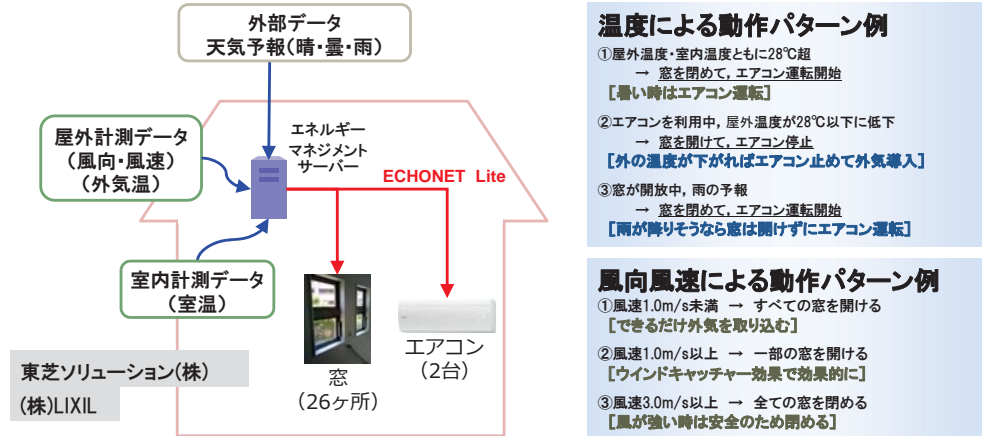 外部データ
天気予報(晴・曇・雨)
屋外計測データ
(風向・風速)
(外気温)
エネルギー
マネジメント
サーバー
ECHONET Lite
室内計測データ
(室温)
窓
(26ヶ所)
エアコン
(2台)
東芝ソリューション(株)
(株)LIXIL
温度による動作パターン例
①屋外温度・室内温度ともに28℃超
→ 窓を閉めて,エアコン運転開始
[暑い時はエアコン運転]
②エアコンを利用中,屋外温度が28℃以下に低下
→ 窓を開けて,エアコン停止
[外の温度が下がればエアコン止めて外気導入]
③窓が開放中,雨の予報
→ 窓を閉めて,エアコン運転開始
[雨が降りそうなら窓は開けずにエアコン運転]
風向風速による動作パターン例
①風速1.0m/s未満 → すべての窓を開ける
[できるだけ外気を取り込む]
②風速1.0m/s以上 → 一部の窓を開ける
[ウインドキャッチャー効果で効果的に]
③風速3.0m/s以上 → 全ての窓を閉める
[風が強い時は安全のため閉める]